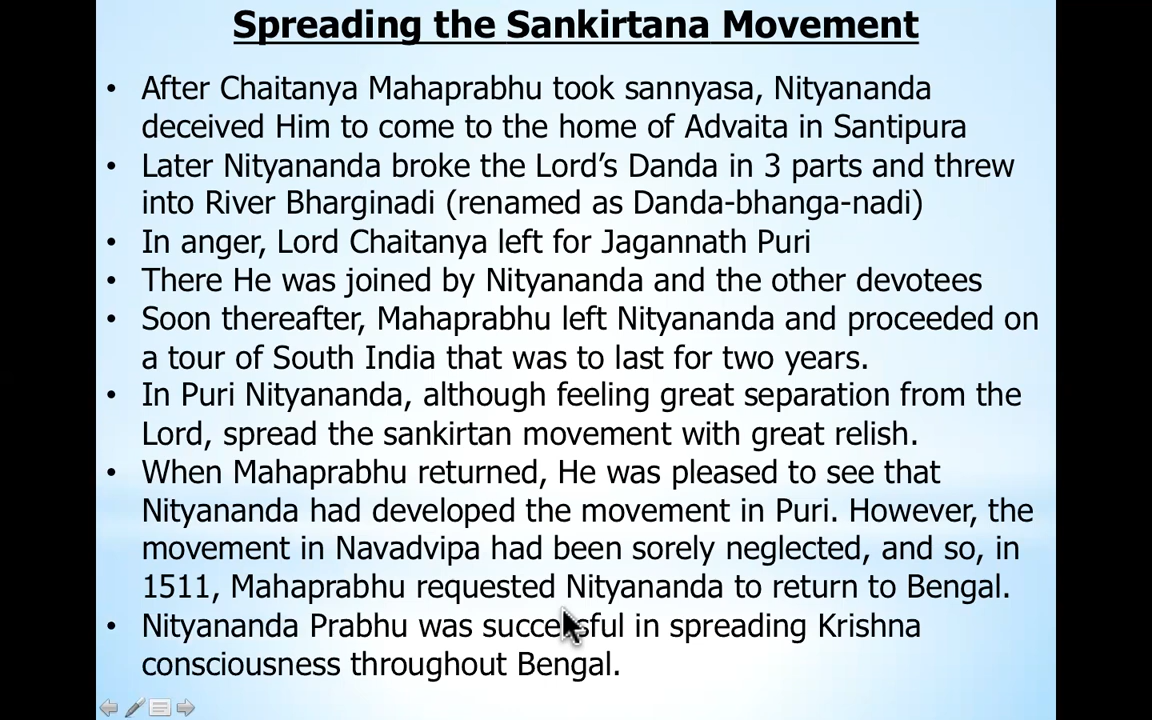 Spreading the Sankirtana Movement
• After Chaitanya Mahaprabhu took sannyasa, Nityananda
deceived Him to come to the home of Advaita in Santipura
• Later Nityananda broke the Lord’s Danda in 3 parts and threw
into River Bharginadi (renamed as Danda-bhanga-nadi)
• In anger, Lord Chaitanya left for Jagannath Puri
• There He was joined by Nityananda and the other devotees
• Soon thereafter, Mahaprabhu left Nityananda and proceeded on
a tour of South India that was to last for two years.
• In Puri Nityananda, although feeling great separation from the
Lord, spread the sankirtan movement with great relish.
• When Mahaprabhu returned, He was pleased to see that
Nityananda had developed the movement in Puri. However, the
movement in Navadvipa had been sorely neglected, and so, in
1511, Mahaprabhu requested Nityananda to return to Bengal.
• Nityananda Prabhu was successful in spreading Krishna
consciousness throughout Bengal.